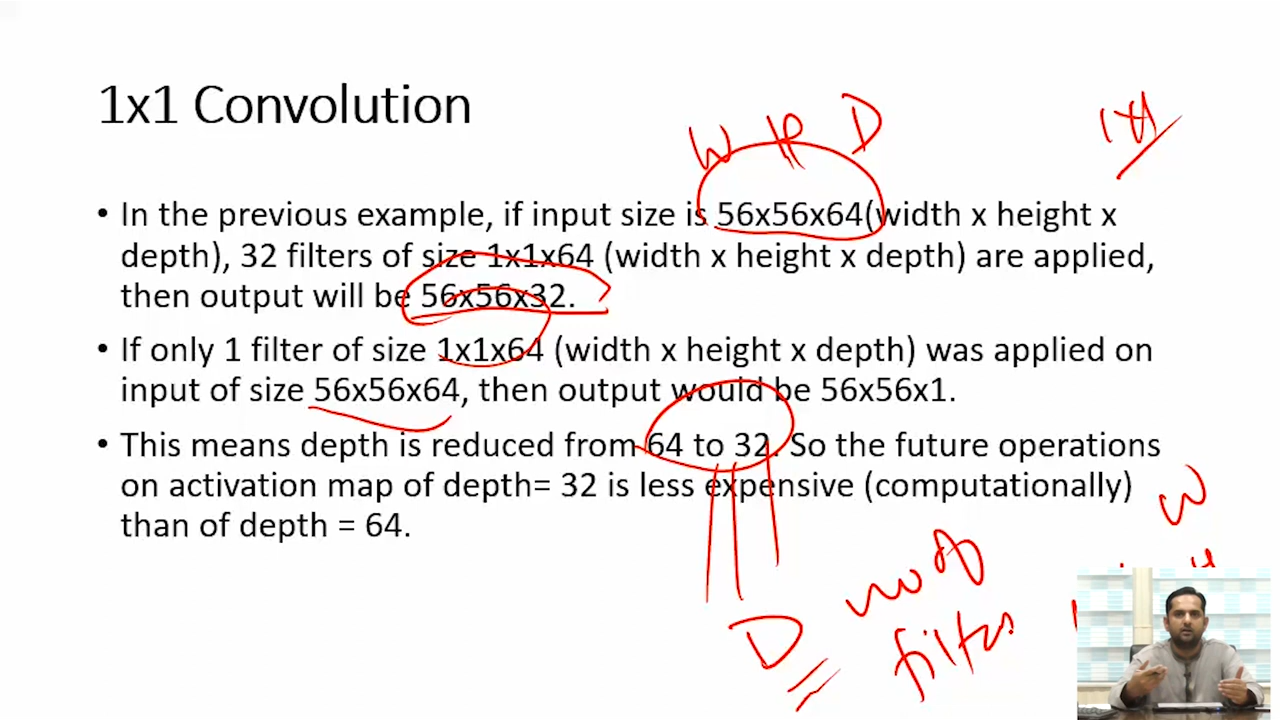 1x1 Convolution
W H D
1x1
• In the previous example, if input size is 56x56x64(width x height x
depth), 32 filters of size 1x1x64 (width x height x depth) are applied,
then output will be 56x56x32.
• If only 1 filter of size 1x1x64 (width x height x depth) was applied on
input of size 56x56x64, then output would be 56x56x1.
• This means depth is reduced from 64 to 32. So the future operations
on activation map of depth= 32 is less expensive (computationally)
than of depth = 64.
W
D
no of
filters